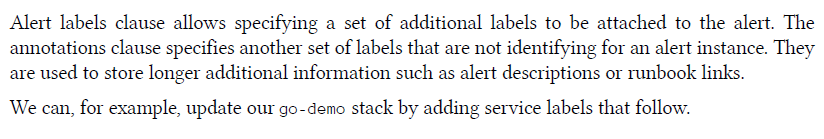 Alert labels clause allows specifying a set of additional labels to be attached to the alert. The
annotations clause specifies another set of labels that are not identifying for an alert instance. They
are used to store longer additional information such as alert descriptions or runbook links.
We can, for example, update our go-demo stack by adding service labels that follow.